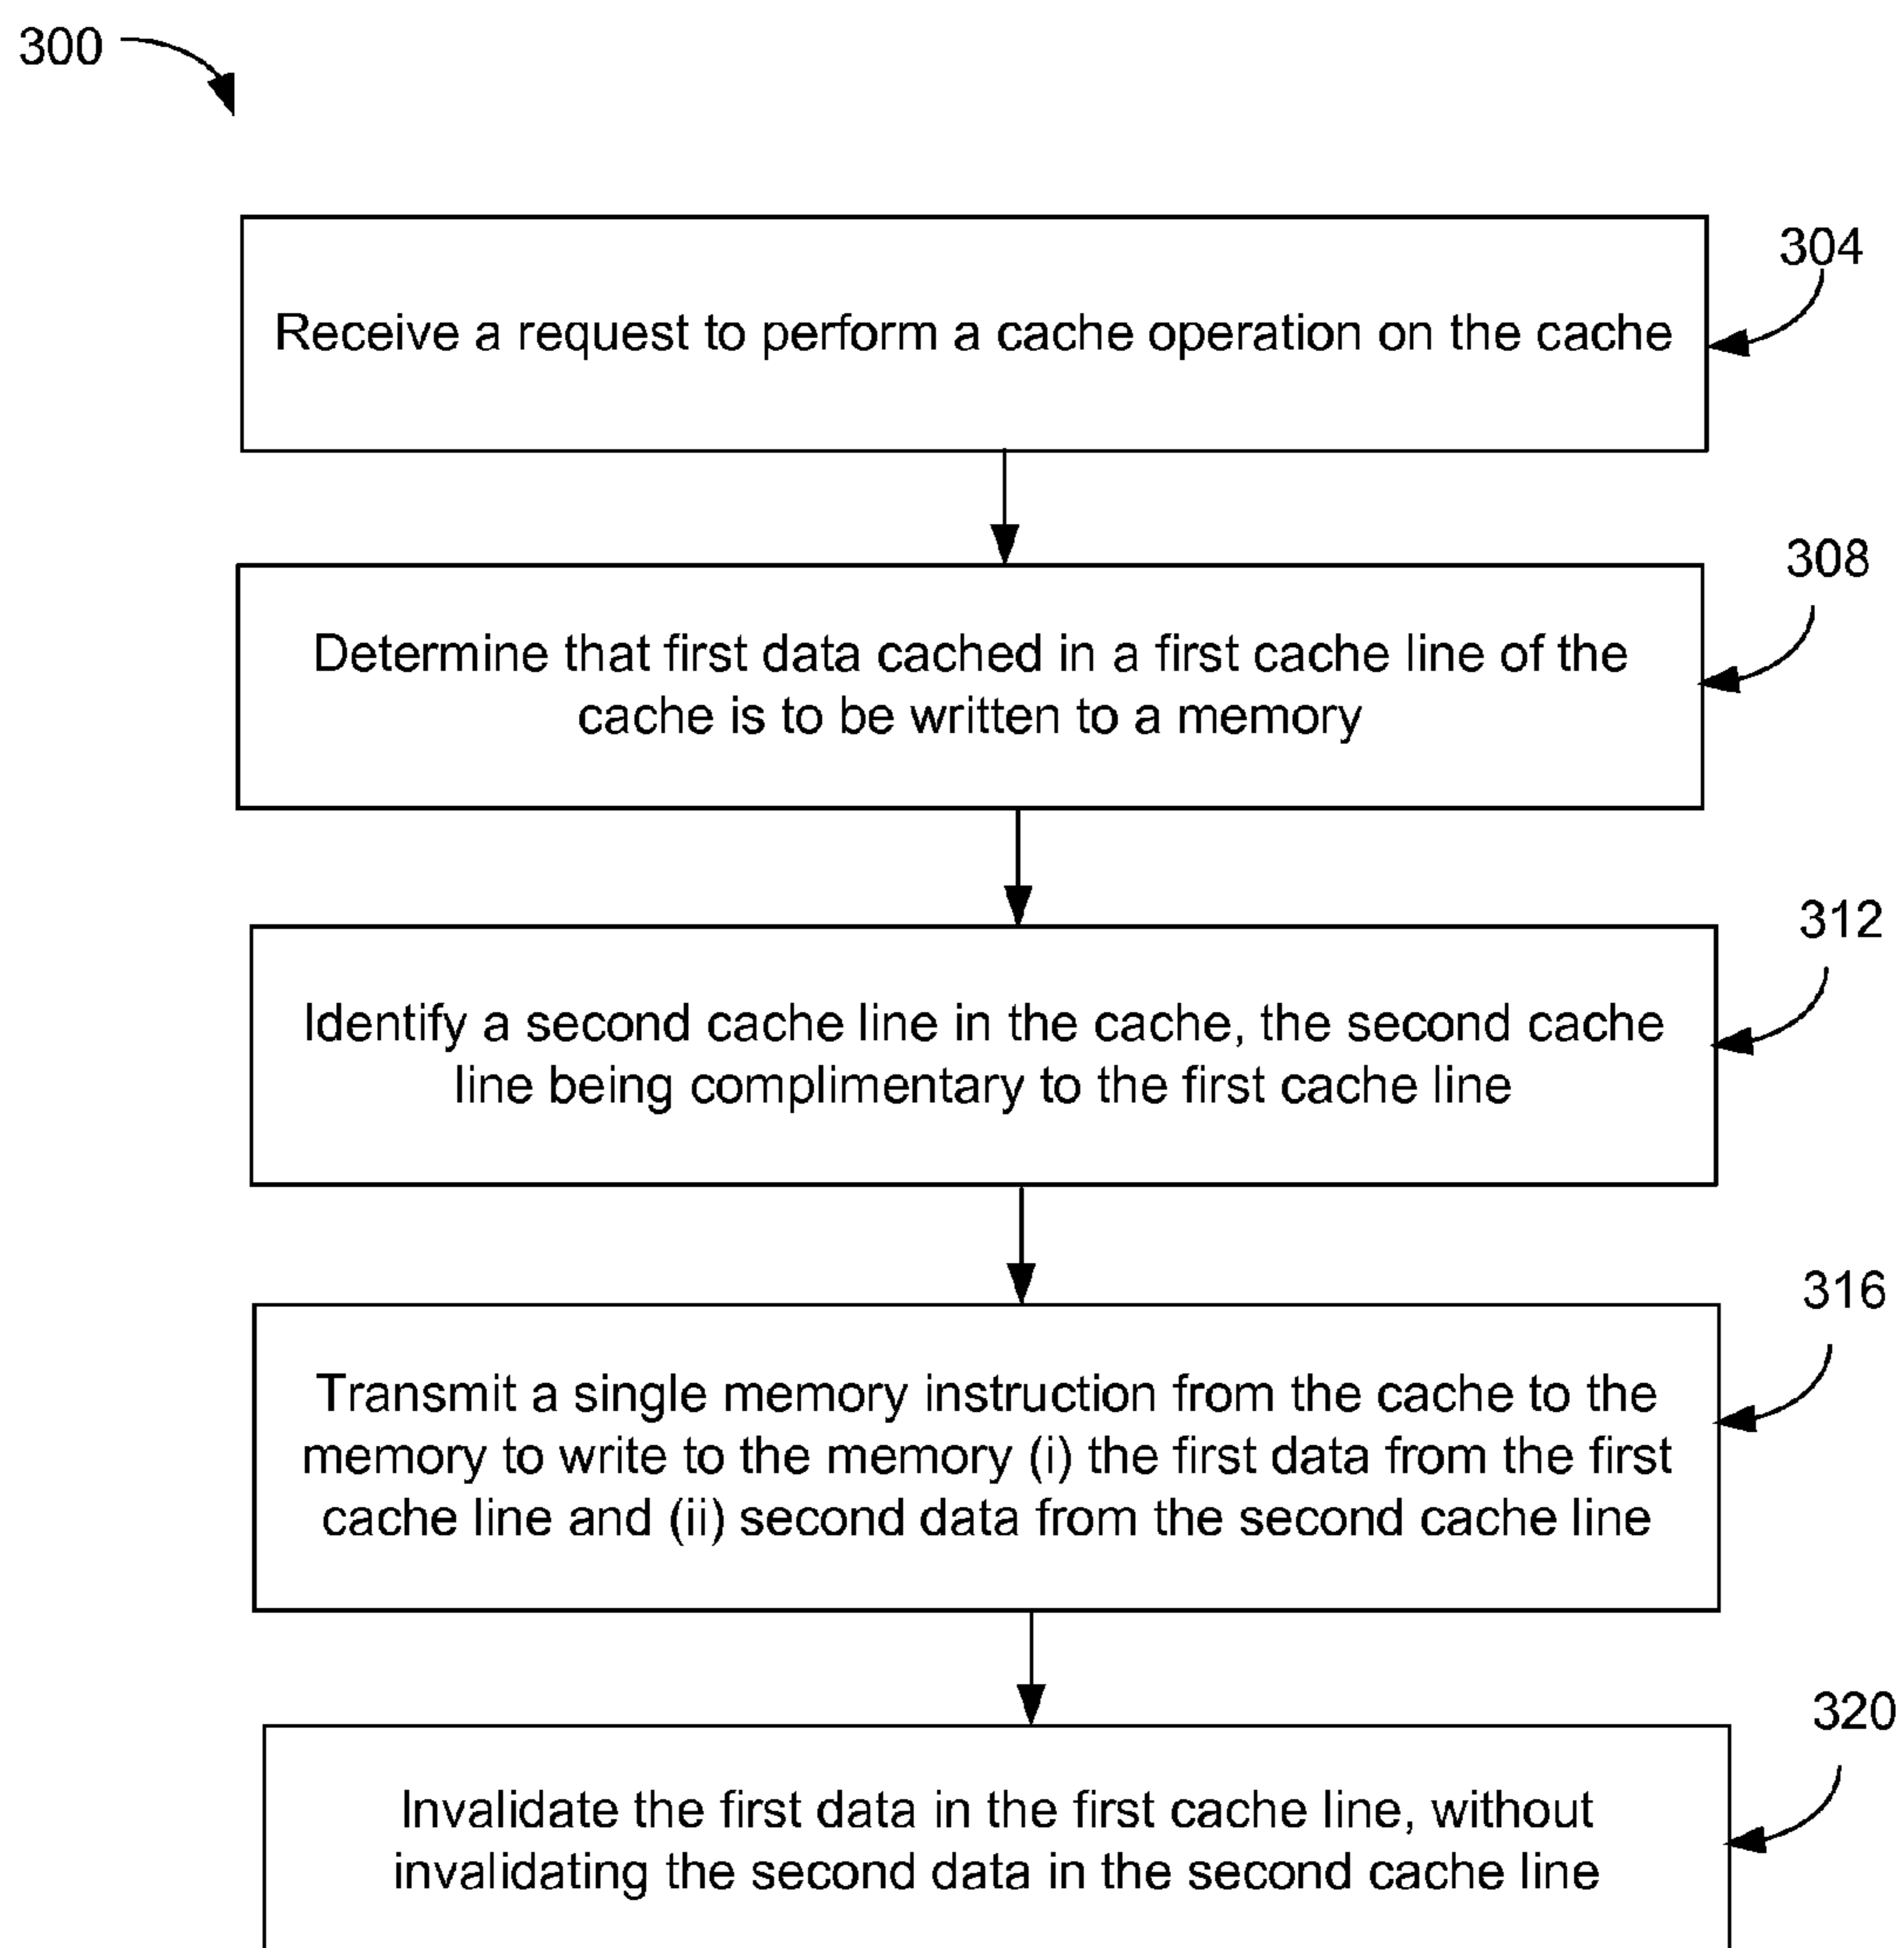 300
304
Receive a request to perform a cache operation on the cache
308
Determine that first data cached in a first cache line of the
cache is to be written to a memory
312
Identify a second cache line in the cache, the second cache
line being complimentary to the first cache line
316
Transmit a single memory instruction from the cache to the
memory to write to the memory (i) the first data from the first
cache line and (ii) second data from the second cache line
320
Invalidate the first data in the first cache line, without
invalidating the second data in the second cache line